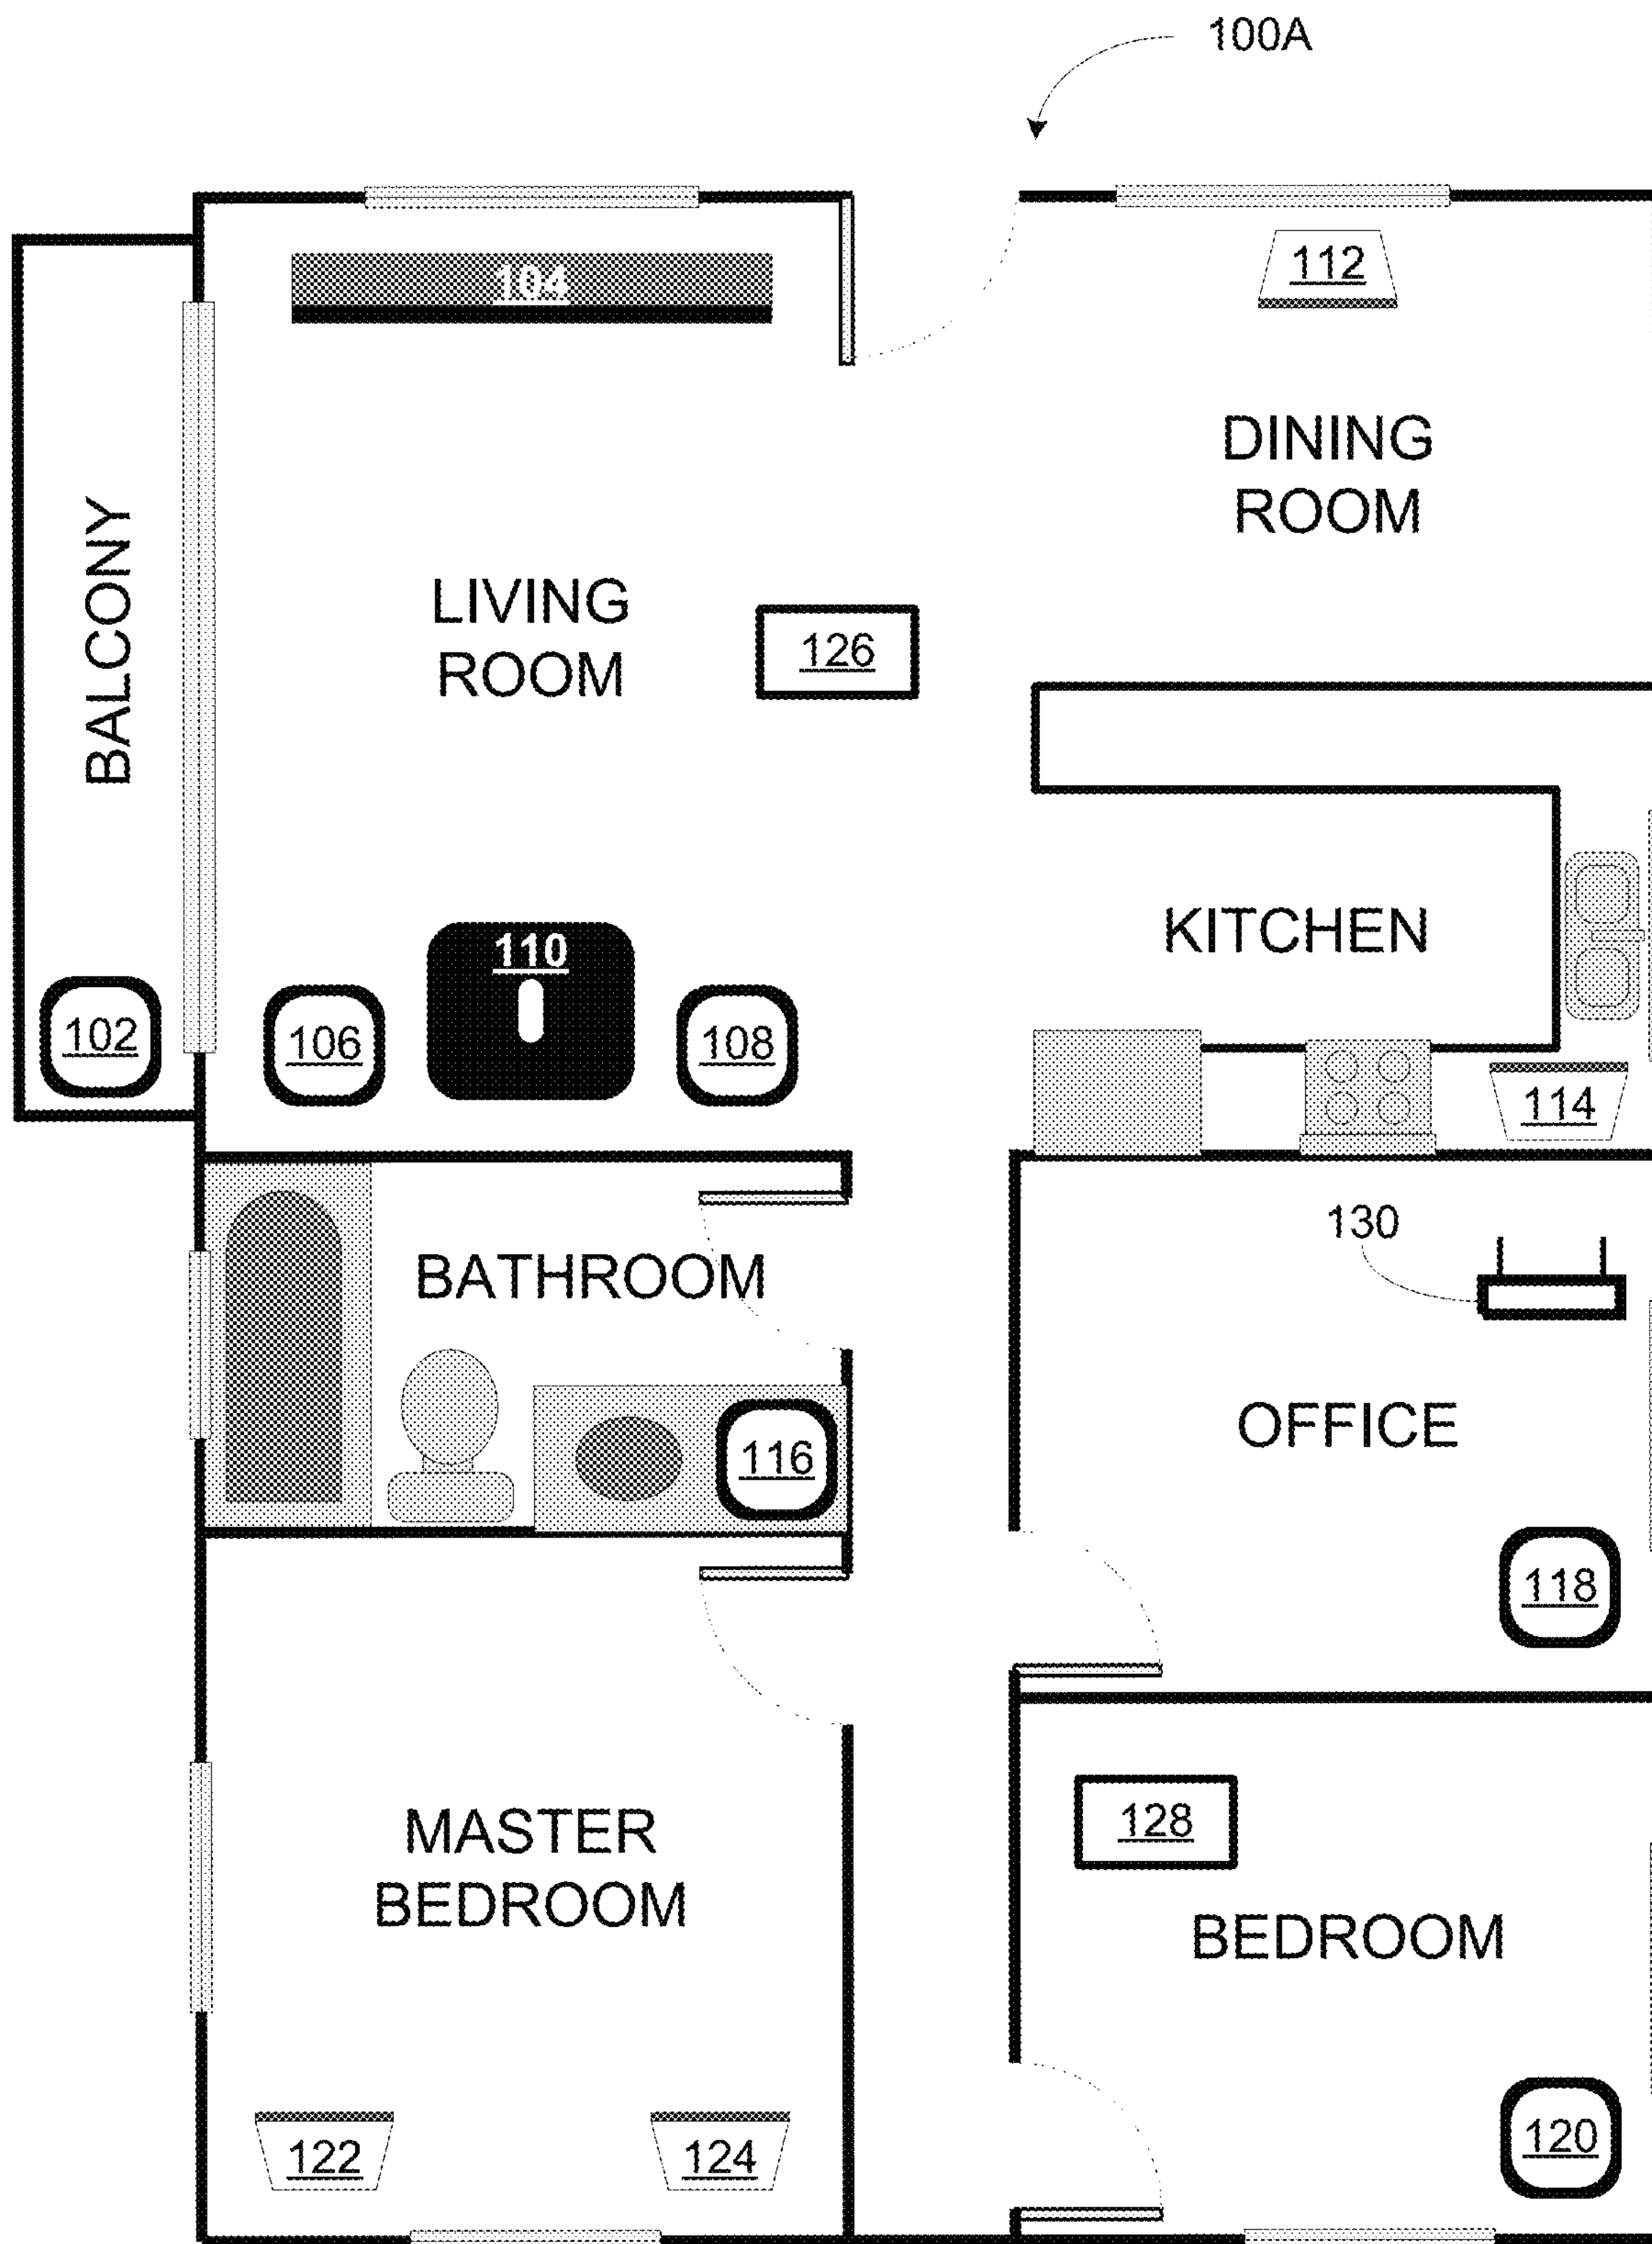 100A
104
112
DINING
ROOM
BALCONY
LIVING
ROOM
126
KITCHEN
110
102
106
108
114
130
BATHROOM
OFFICE
116
118
MASTER
BEDROOM
128
BEDROOM
122
124
120